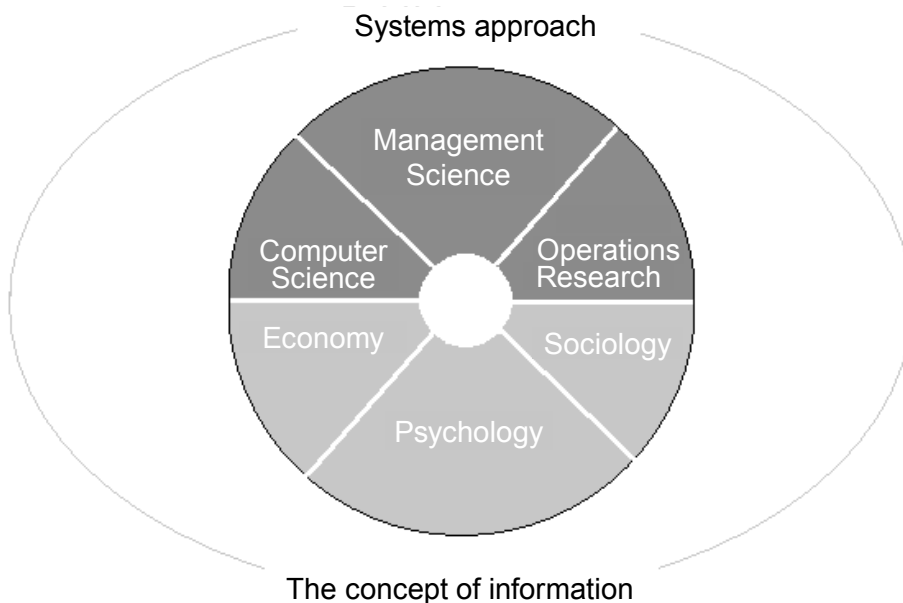 Systems approach
Management
Science
Computer
Science
Operations
Research
Economy
Sociology
Psychology
The concept of information